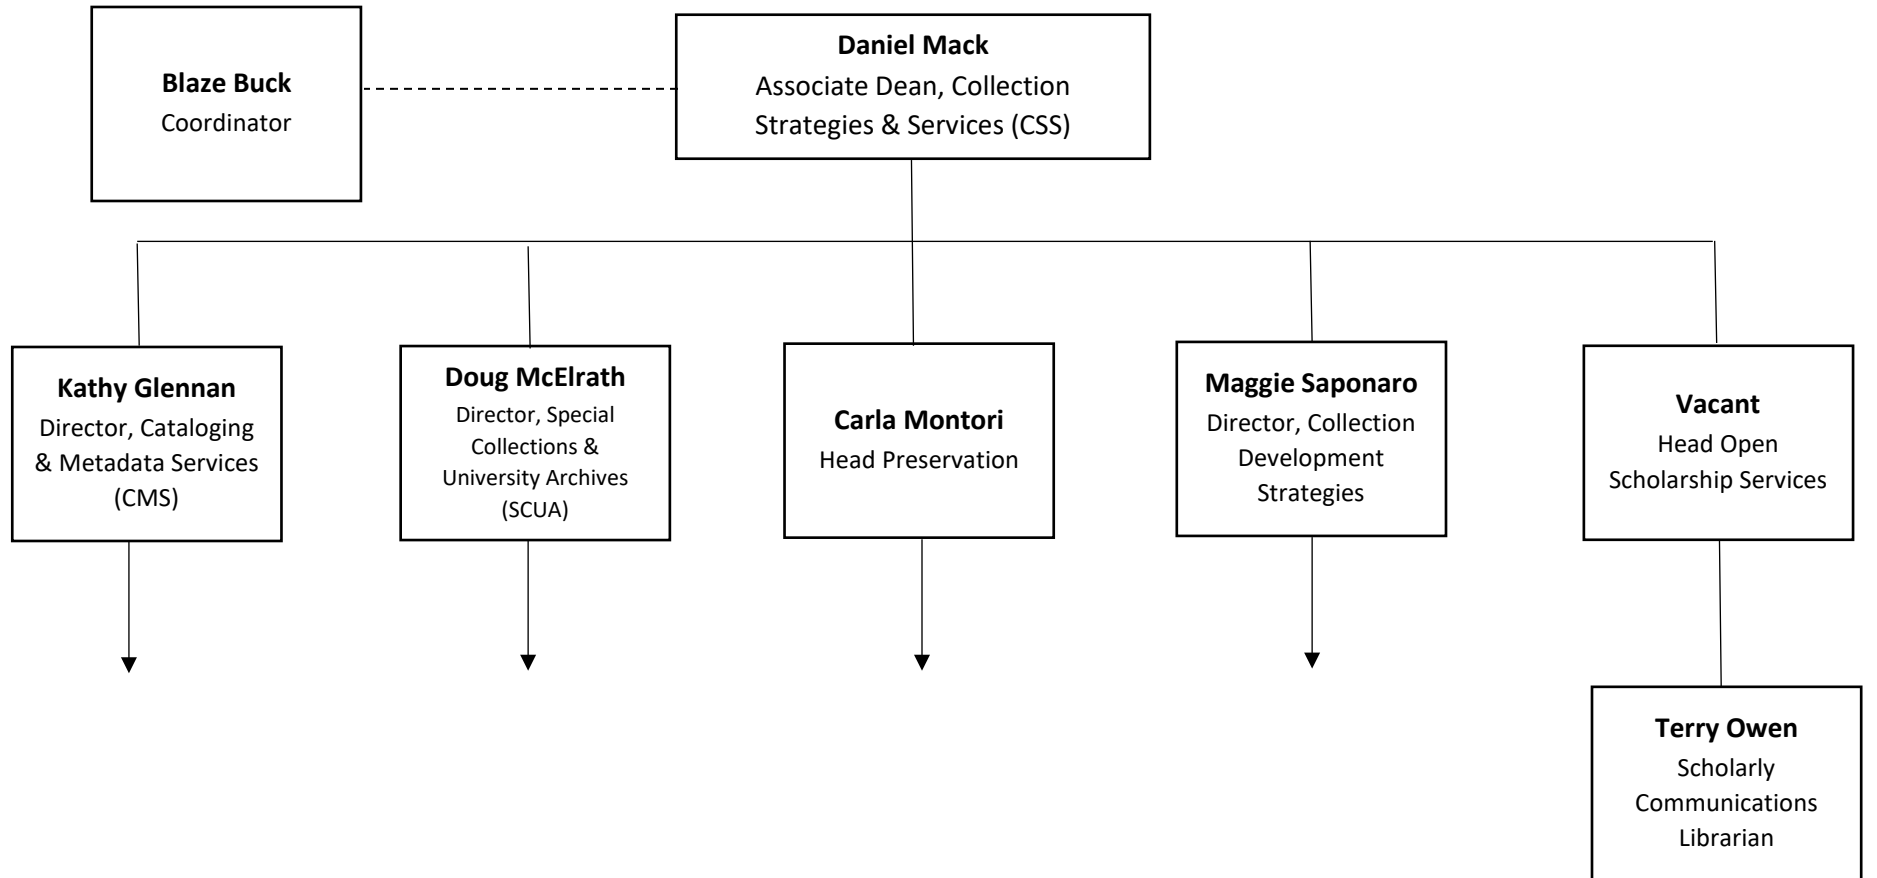 Blaze Buck
Coordinator
Daniel Mack
Associate Dean, Collection
Strategies & Services (CSS)
Kathy Glennan
Director, Cataloging
& Metadata Services
(CMS)
Doug McElrath
Director, Special
Collections &
University Archives
(SCUA)
Carla Montori
Head Preservation
Maggie Saponaro
Director, Collection
Development
Strategies
Vacant
Head Open
Scholarship Services
Terry Owen
Scholarly
Communications
Librarian